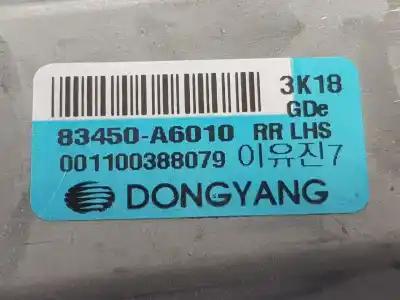 3K18
GDe
83450-A6010 RR LHS
001100388079 이유진7
DONGYANG